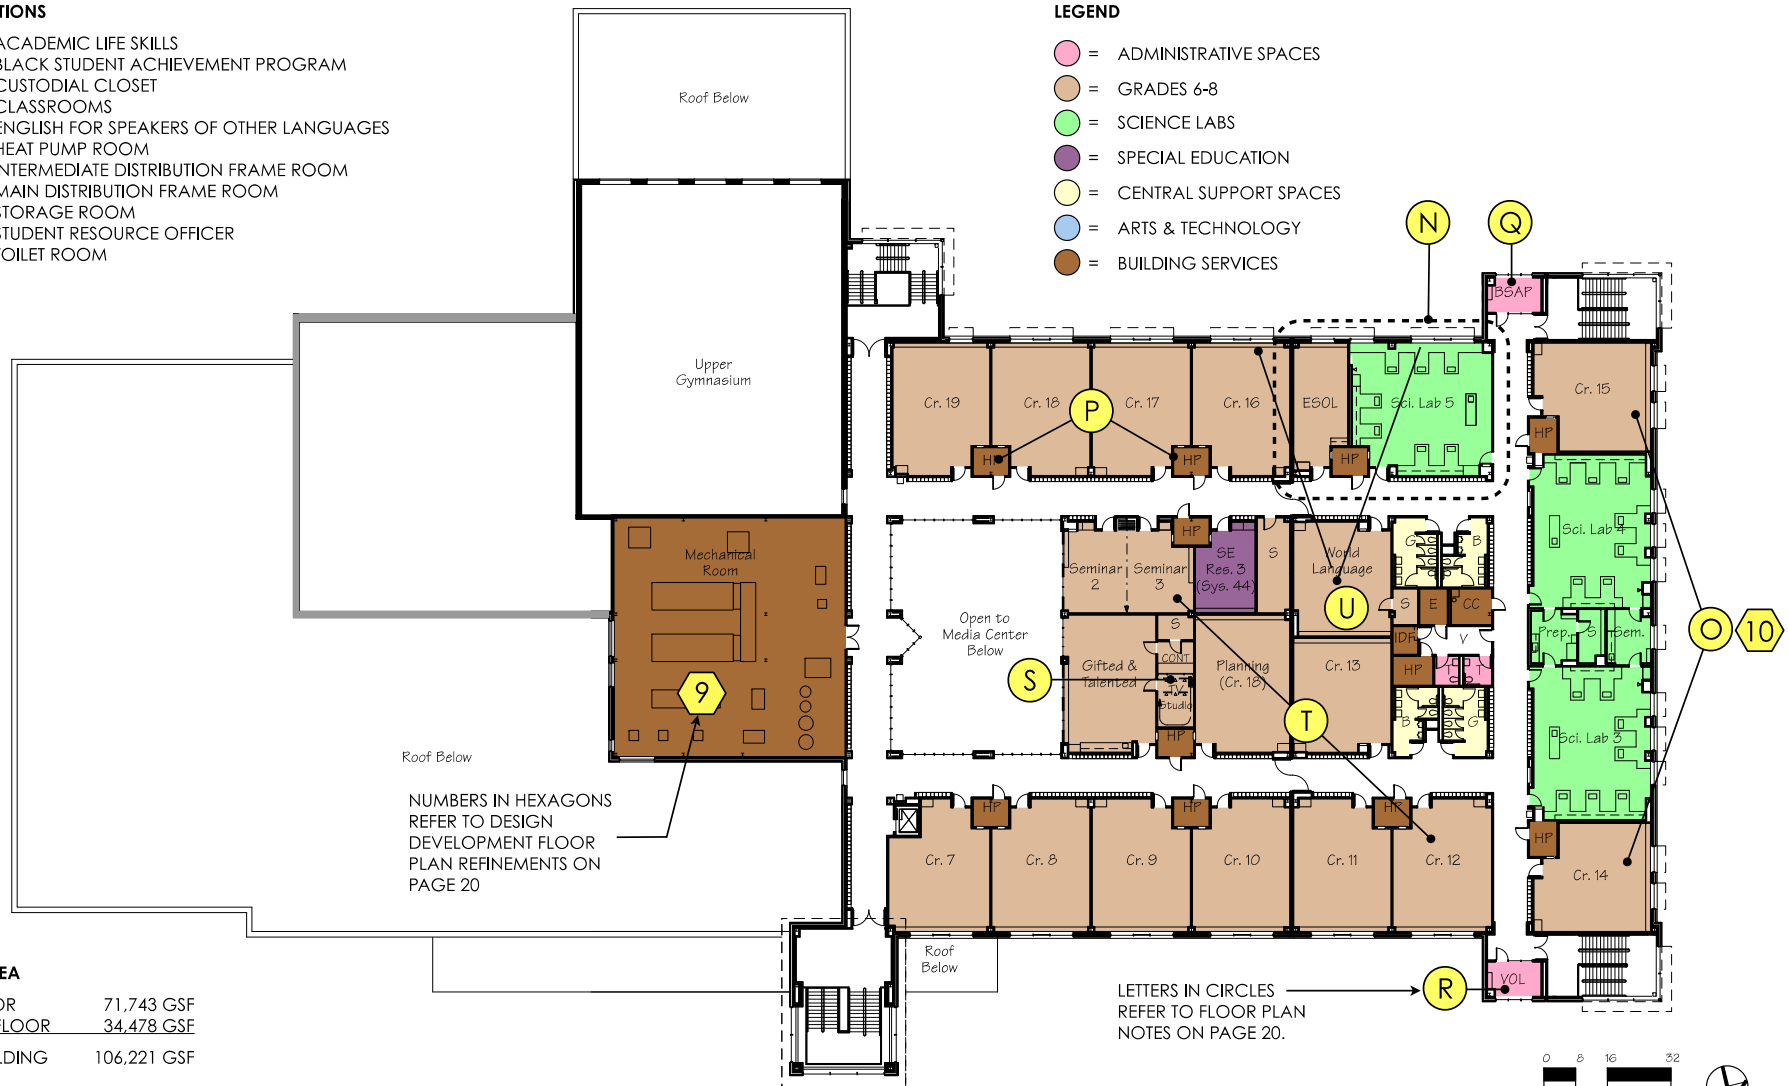 TIONS
ACADEMIC LIFE SKILLS
BLACK STUDENT ACHIEVEMENT PROGRAM
CUSTODIAL CLOSET
CLASSROOMS
ENGLISH FOR SPEAKERS OF OTHER LANGUAGES
HEAT PUMP ROOM
INTERMEDIATE DISTRIBUTION FRAME ROOM
MAIN DISTRIBUTION FRAME ROOM
STORAGE ROOM
STUDENT RESOURCE OFFICER
TOILET ROOM
LEGEND
= ADMINISTRATIVE SPACES
= GRADES 6-8
= SCIENCE LABS
= SPECIAL EDUCATION
= CENTRAL SUPPORT SPACES
= ARTS & TECHNOLOGY
= BUILDING SERVICES
Roof Below
N
Q
BSAP
Upper
Gymnasium
Cr. 19
Cr. 18
P
Cr. 17
Cr. 16
ESOL
Sci. Lab 5
Cr. 15
HP
HP
HP
HP
Mechanical
Room
HP
Seminar
2
Seminar
3
SE
Res. 3
(Sys. 44)
S
World
Language
G
B
Sci. Lab 4
U
S
E
CC
Open to
Media Center
Below
S
IDF
V
Prep.
S
Sem.
O
10
Gifted &
Talented
CONT
Planning
(Cr. 18)
Cr. 13
HP
T
T
S
TV
Studio
9
T
B
G
Sci. Lab 3
HP
Roof Below
NUMBERS IN HEXAGONS
REFER TO DESIGN
DEVELOPMENT FLOOR
PLAN REFINEMENTS ON
PAGE 20
HP
HP
HP
HP
Cr. 7
Cr. 8
Cr. 9
Cr. 10
Cr. 11
Cr. 12
Cr. 14
Roof
Below
EA
OR 71,743 GSF
FLOOR 34,478 GSF
LDING 106,221 GSF
LETTERS IN CIRCLES
REFER TO FLOOR PLAN
NOTES ON PAGE 20.
R
VOL
0 8 16 32